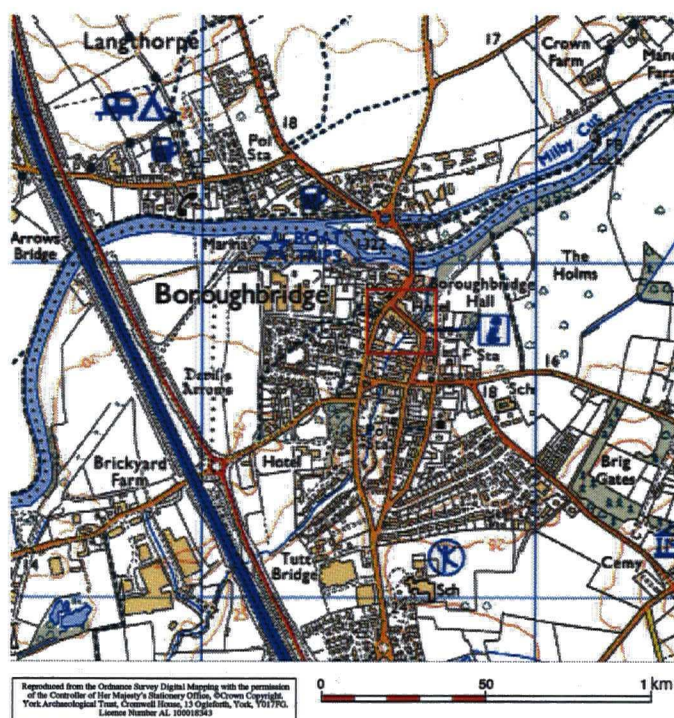 Langthorpe
17
Crown
Farm
18
Pol
Sta
Milby Cut
FB
Lock
Arrows
Bridge
Marina
Boroughbridge
Boroughbridge
Hall
The
Holms
F Sta
16
Devil's
Arrows
18
Sch
Hotel
Brickyard
Farm
Brig
Gates
14
Tutt
Bridge
Sch
Cemy
Reproduced from the Ordnance Survey Digital Mapping with the permission
of the Controller of Her Majesty's Stationery Office, ©Crown Copyright.
York Archaeological Trust, Cromwell House, 13 Ogleforth, York, YO17FG.
Licence Number AL 100018343
0
50
1 km